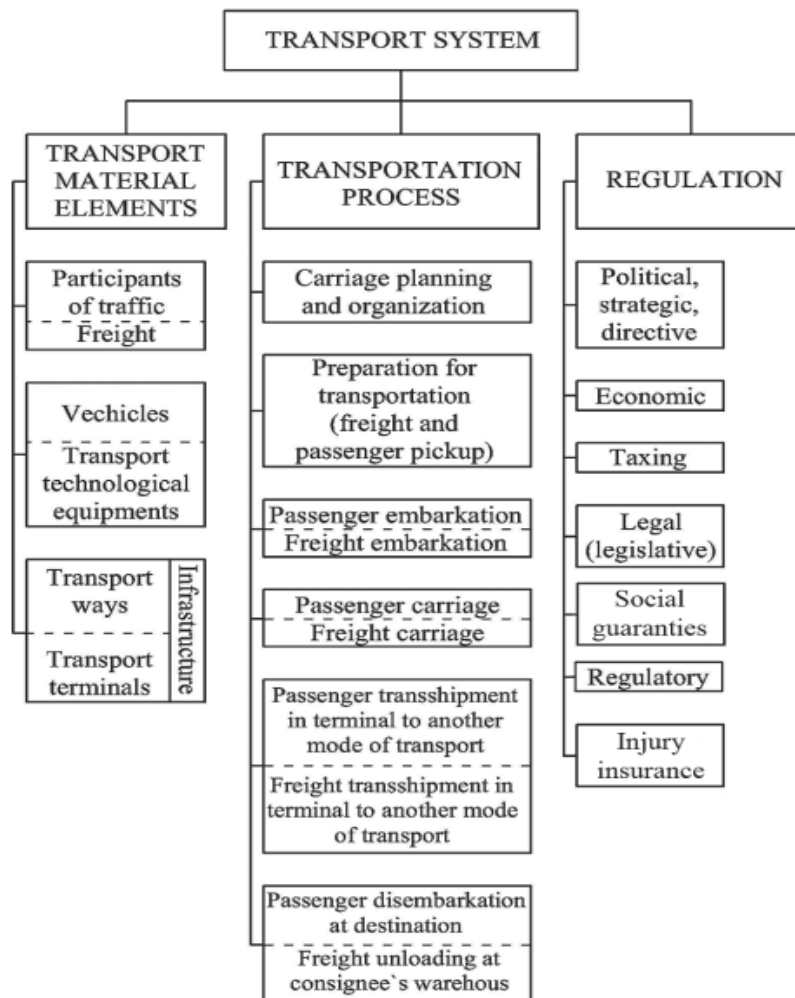 TRANSPORT SYSTEM
TRANSPORT
MATERIAL
ELEMENTS
Participants
of traffic
Freight
Vechicles
Transport
technological
equipments
Transport
ways
Transport
terminals
Infrastructure
TRANSPORTATION
PROCESS
Carriage planning
and organization
Preparation for
transportation
(freight and
passenger pickup)
Passenger embarkation
Freight embarkation
Passenger carriage
Freight carriage
Passenger transshipment
in terminal to another
mode of transport
Freight transshipment in
terminal to another mode
of transport
Passenger disembarkation
at destination
Freight unloading at
consignee`s warehous
REGULATION
Political,
strategic,
directive
Economic
Taxing
Legal
(legislative)
Social
guaranties
Regulatory
Injury
insurance